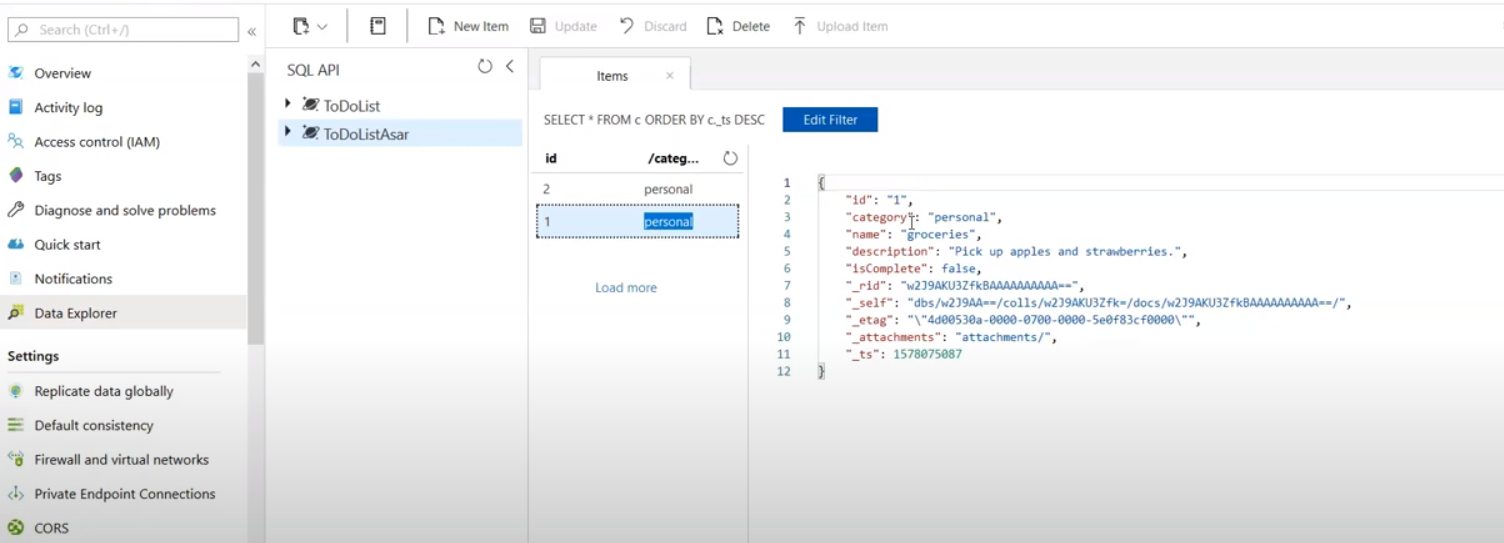 Search (Ctrl+/)
«
Overview
Activity log
Access control (IAM)
Tags
Diagnose and solve problems
Quick start
Notifications
Data Explorer
Settings
Replicate data globally
Default consistency
Firewall and virtual networks
Private Endpoint Connections
CORS
New Item Update Discard Delete Upload Item
SQL API
ToDoList
ToDoListAsar
Items ×
SELECT * FROM c ORDER BY c._ts DESC Edit Filter
id /categ...
2 personal
1 personal
Load more
1 {
2 "id": "1",
3 "category": "personal",
4 "name": "groceries",
5 "description": "Pick up apples and strawberries.",
6 "isComplete": false,
7 "_rid": "w2J9AKU3ZfkBAAAAAAAAAA==",
8 "_self": "dbs/w2J9AA==/colls/w2J9AKU3Zfk=/docs/w2J9AKU3ZfkBAAAAAAAAAA==/",
9 "_etag": "\"4d00530a-0000-0700-0000-5e0f83cf0000\"",
10 "_attachments": "attachments/",
11 "_ts": 1578075087
12 }